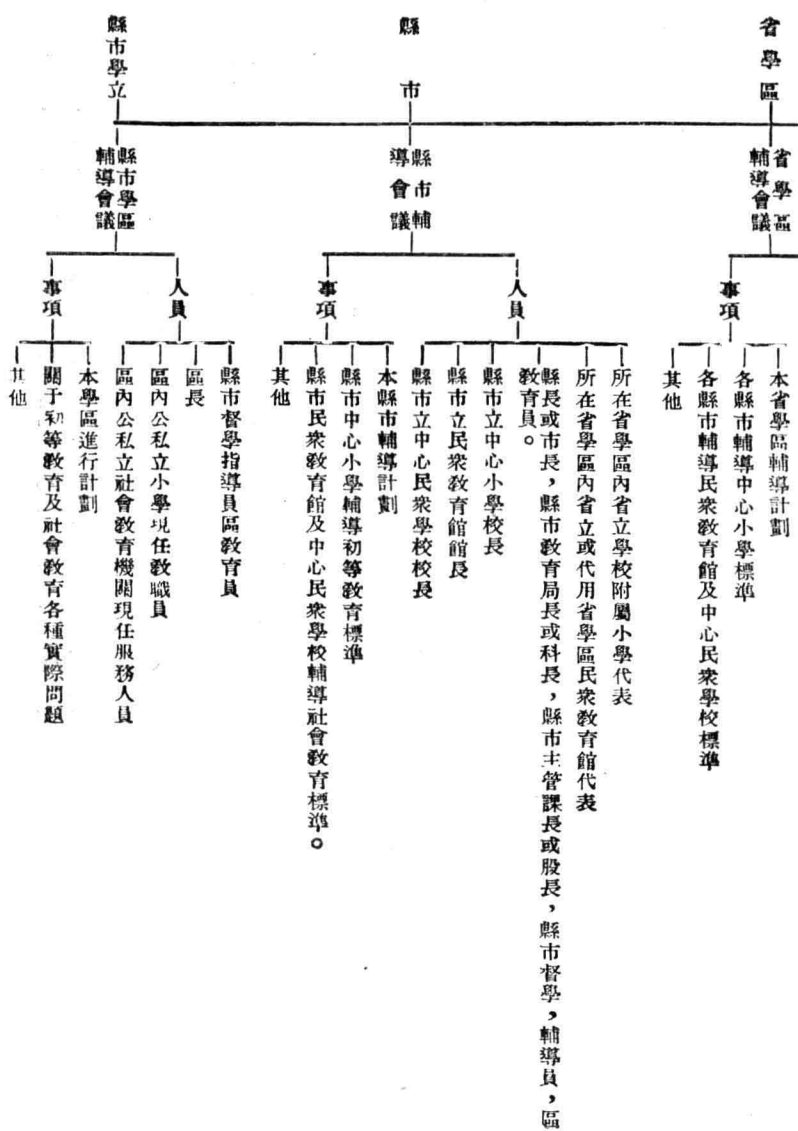 省學區
省學區
輔導會議
事項
本省學區輔導計劃
各縣市輔導中心小學標準
各縣市輔導民衆教育館及中心民衆學校標準
其他
縣市
縣市輔
導會議
人員
所在省學區內省立學校附屬小學代表
所在省學區內省立或代用省學區民衆教育館代表
縣長或市長，縣市教育局長或科長，縣市主管課長或股長，縣市督學，輔導員，區
教育員。
縣市立中心小學校長
縣市立民衆教育館館長
縣市立中心民衆學校校長
事項
本縣市輔導計劃
縣市中心小學輔導初等教育標準
縣市民衆教育館及中心民衆學校輔導社會教育標準。
其他
縣市學立
縣市學區
輔導會議
人員
縣市督學指導員區教育員
區長
區內公私立小學現任教職員
區內公私立社會教育機關現任服務人員
事項
本學區進行計劃
關于初等教育及社會教育各種實際問題
其他